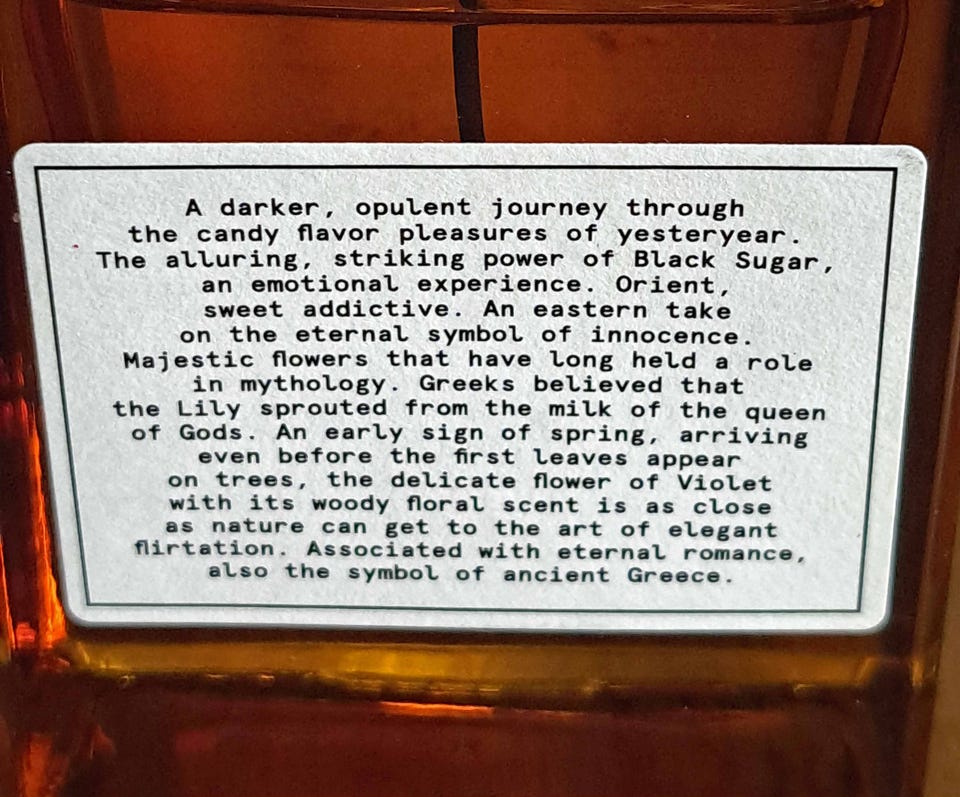 A darker, opulent journey through
the candy flavor pleasures of yesteryear.
The alluring, striking power of Black Sugar,
an emotional experience. Orient,
sweet addictive. An eastern take
on the eternal symbol of innocence.
Majestic flowers that have long held a role
in mythology. Greeks believed that
the Lily sprouted from the milk of the queen
of Gods. An early sign of spring, arriving
even before the first leaves appear
on trees, the delicate flower of Violet
with its woody floral scent is as close
as nature can get to the art of elegant
flirtation. Associated with eternal romance,
also the symbol of ancient Greece.